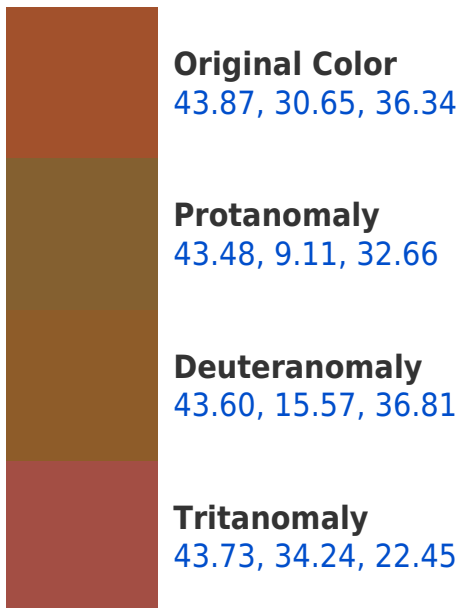 Original Color
43.87, 30.65, 36.34
Protanomaly
43.48, 9.11, 32.66
Deuteranomaly
43.60, 15.57, 36.81
Tritanomaly
43.73, 34.24, 22.45